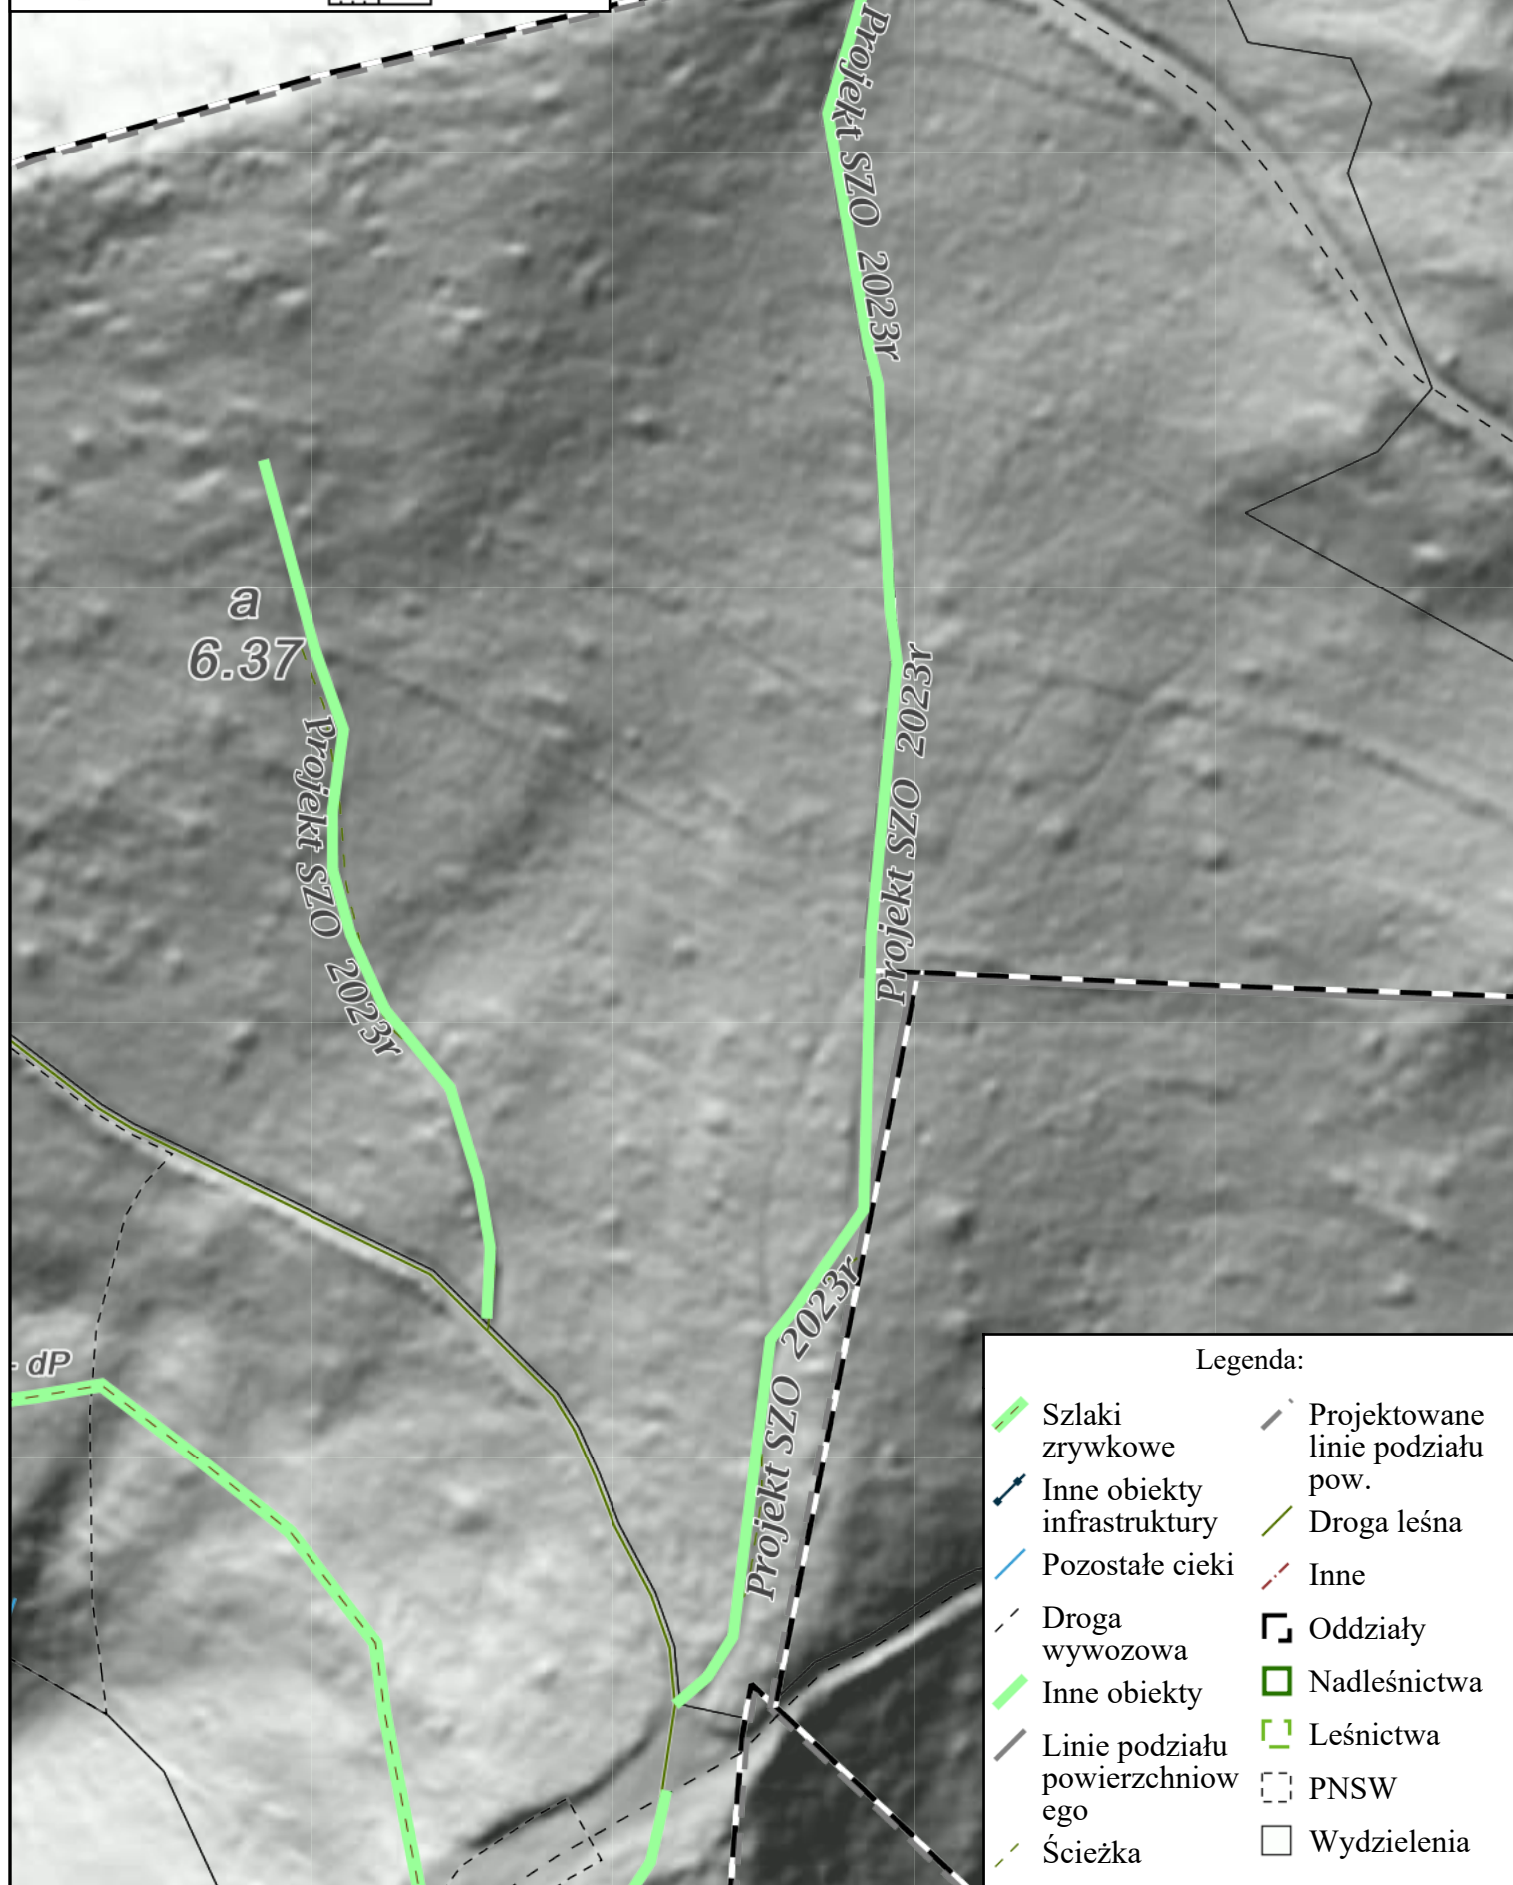 Projekt SZO 2023r
a
6.37
Projekt SZO 2023r
Projekt SZO 2023r
Projekt SZO 2023r
- dP
Legenda:
Szlaki
zrywkowe
Inne obiekty
infrastruktury
Pozostałe cieki
Droga
wywozowa
Inne obiekty
Linie podziału
powierzchniow
ego
Ścieżka
Projektowane
linie podziału
pow.
Droga leśna
Inne
Oddziały
Nadleśnictwa
Leśnictwa
PNSW
Wydzielenia